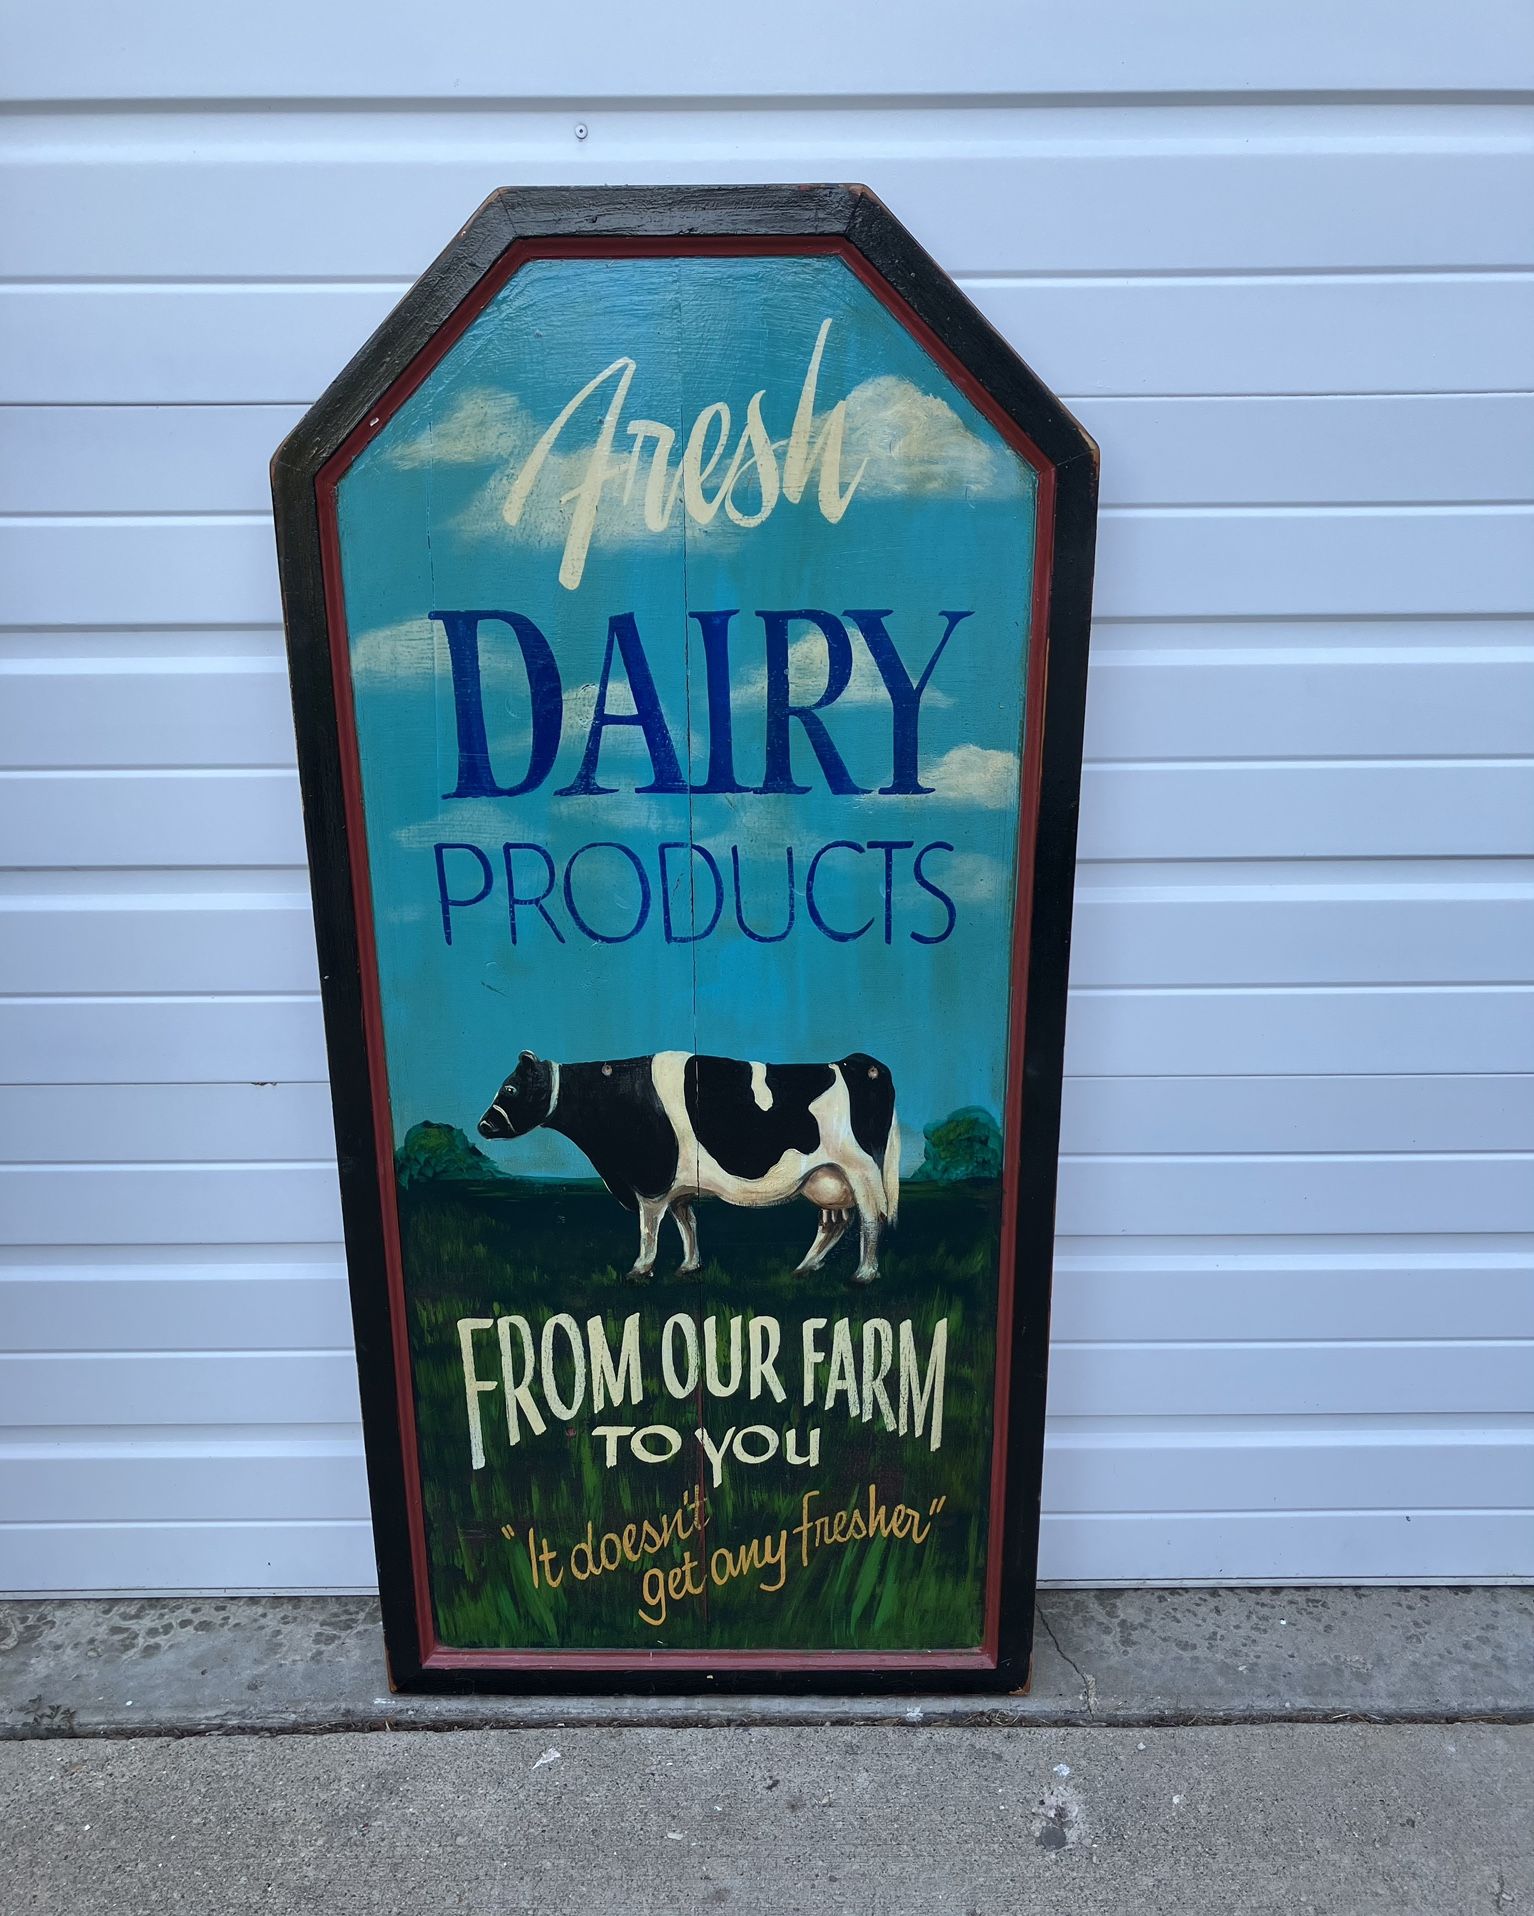 Fresh
DAIRY
PRODUCTS
FROM OUR FARM
TO YOU
"It doesn't
get any fresher"